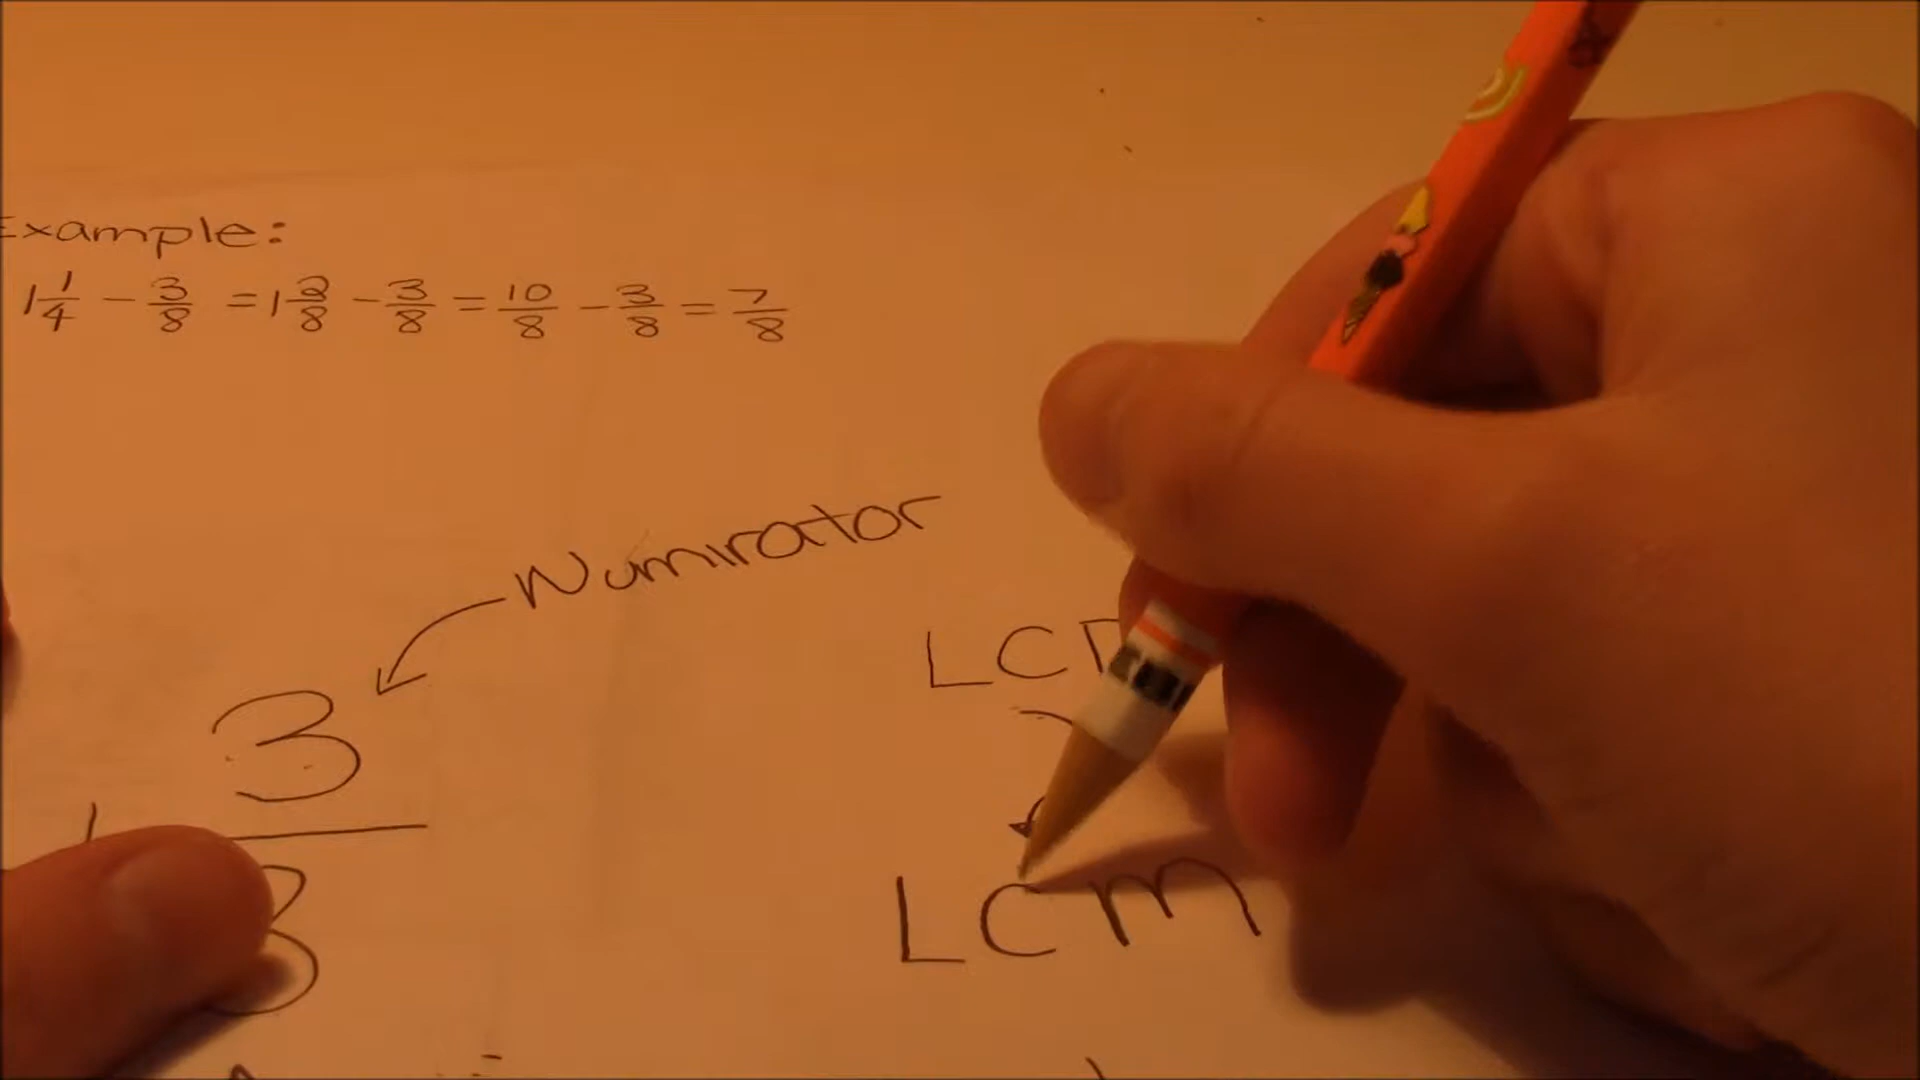 Example:
1 1/4 - 3/8 = 1 2/8 - 3/8 = 10/8 - 3/8 = 7/8
Numirator
LC
3
LCM